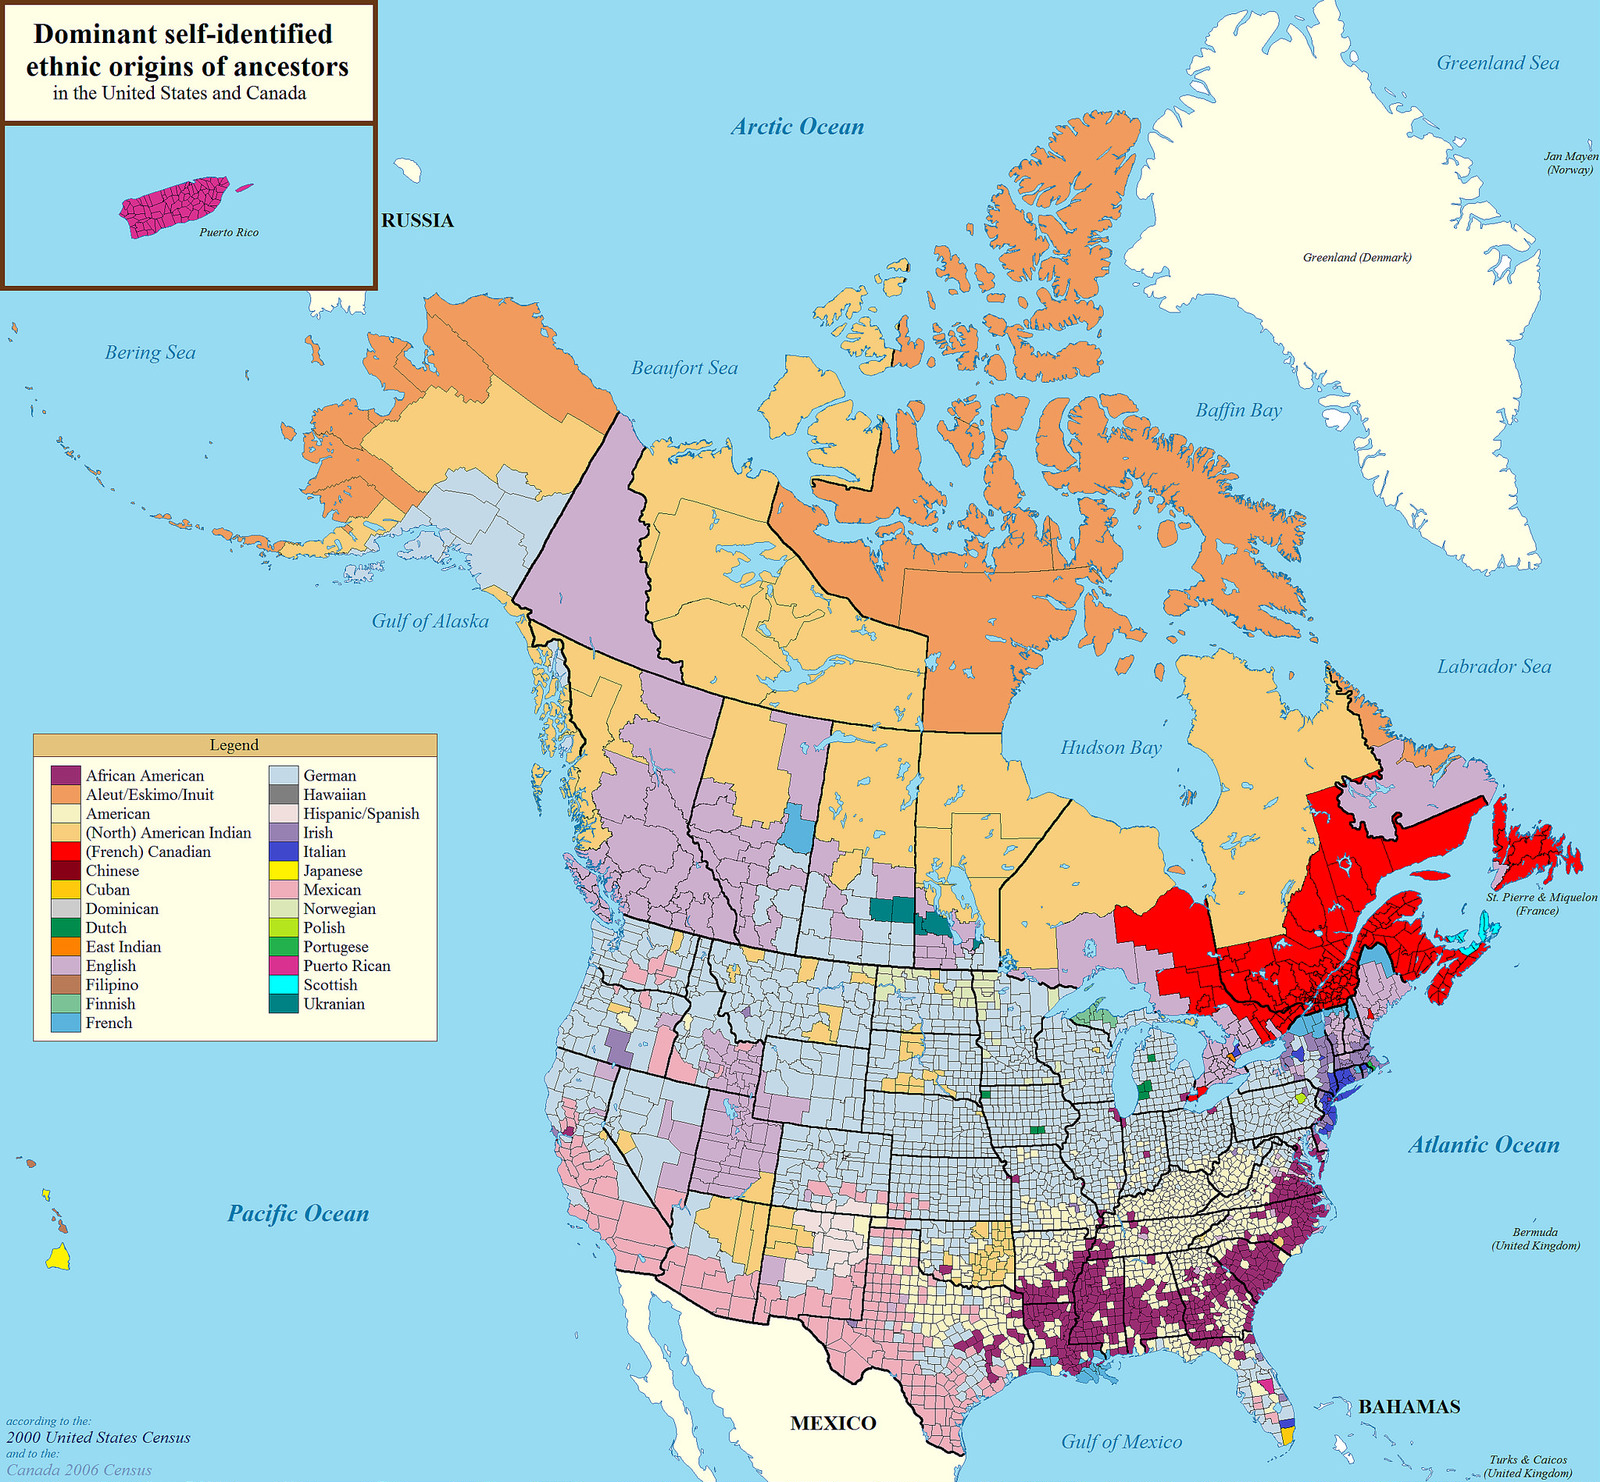 Dominant self-identified
ethnic origins of ancestors
in the United States and Canada
Puerto Rico
RUSSIA
Arctic Ocean
Greenland Sea
Jan Mayen
(Norway)
Greenland (Denmark)
Bering Sea
Beaufort Sea
Baffin Bay
Gulf of Alaska
Labrador Sea
Hudson Bay
St. Pierre & Miquelon
(France)
Legend
African American
Aleut/Eskimo/Inuit
American
(North) American Indian
(French) Canadian
Chinese
Cuban
Dominican
Dutch
East Indian
English
Filipino
Finnish
French
German
Hawaiian
Hispanic/Spanish
Irish
Italian
Japanese
Mexican
Norwegian
Polish
Portugese
Puerto Rican
Scottish
Ukranian
Atlantic Ocean
Pacific Ocean
Bermuda
(United Kingdom)
MEXICO
BAHAMAS
Gulf of Mexico
Turks & Caicos
(United Kingdom)
according to the:
2000 United States Census
and to the:
Canada 2006 Census